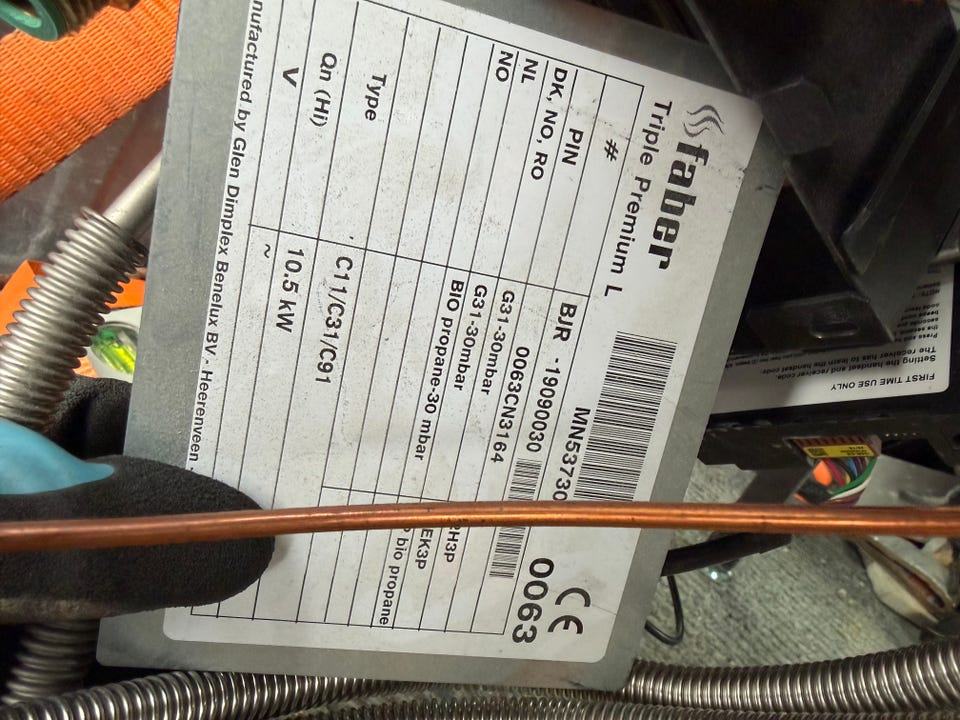 faber
Triple Premium L
MN53730
CE
0063
# BJR -19090030
PIN 0063CN3164
DK, NO, RO G31-30mbar
NL G31-30mbar
NO BIO propane-30 mbar
EK3P
bio propane
Type C11/C31/C91
Qn (Hi) 10.5 kW
V ~
nufactured by Glen Dimplex Benelux BV.- Heerenveen -
FIRST TIME USE ONLY
Setting the handset and receiver code:
The receiver has to learn the handset code: